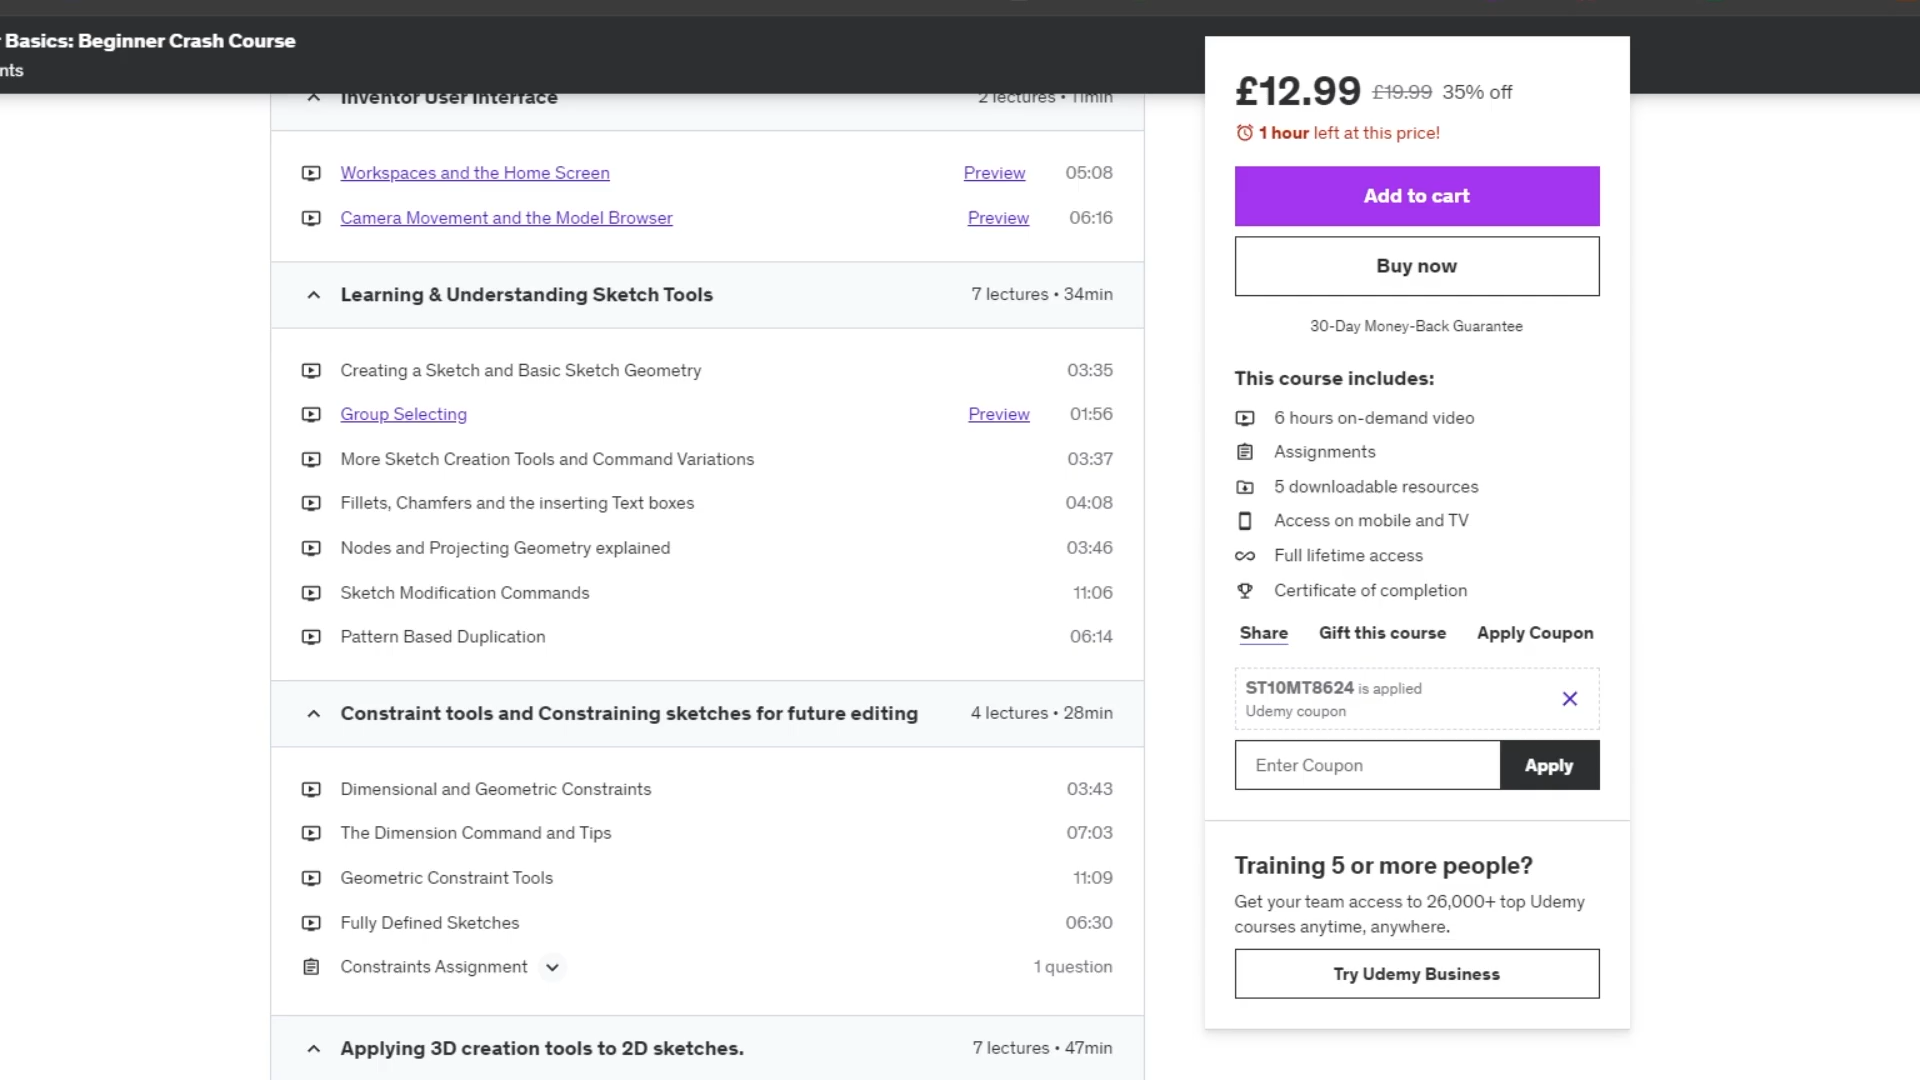 Basics: Beginner Crash Course
nts
Inventor User Interface
2 lectures • 11min
Workspaces and the Home Screen
Preview
05:08
Camera Movement and the Model Browser
Preview
06:16
Learning & Understanding Sketch Tools
7 lectures • 34min
Creating a Sketch and Basic Sketch Geometry
03:35
Group Selecting
Preview
01:56
More Sketch Creation Tools and Command Variations
03:37
Fillets, Chamfers and the inserting Text boxes
04:08
Nodes and Projecting Geometry explained
03:46
Sketch Modification Commands
11:06
Pattern Based Duplication
06:14
Constraint tools and Constraining sketches for future editing
4 lectures • 28min
Dimensional and Geometric Constraints
03:43
The Dimension Command and Tips
07:03
Geometric Constraint Tools
11:09
Fully Defined Sketches
06:30
Constraints Assignment
1 question
Applying 3D creation tools to 2D sketches.
7 lectures • 47min
£12.99 £19.99 35% off
1 hour left at this price!
Add to cart
Buy now
30-Day Money-Back Guarantee
This course includes:
6 hours on-demand video
Assignments
5 downloadable resources
Access on mobile and TV
Full lifetime access
Certificate of completion
Share
Gift this course
Apply Coupon
ST10MT8624 is applied
Udemy coupon
Enter Coupon
Apply
Training 5 or more people?
Get your team access to 26,000+ top Udemy
courses anytime, anywhere.
Try Udemy Business